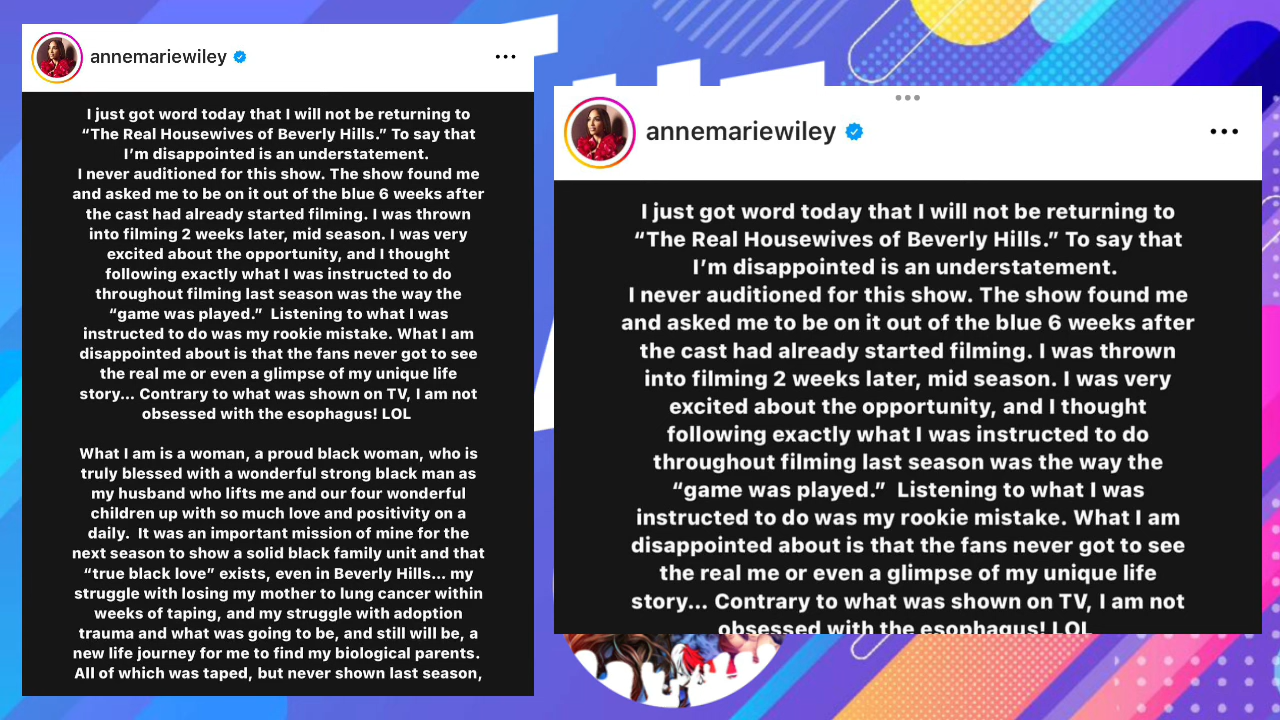 annemariewiley
I just got word today that I will not be returning to
“The Real Housewives of Beverly Hills.” To say that
I’m disappointed is an understatement.
I never auditioned for this show. The show found me
and asked me to be on it out of the blue 6 weeks after
the cast had already started filming. I was thrown
into filming 2 weeks later, mid season. I was very
excited about the opportunity, and I thought
following exactly what I was instructed to do
throughout filming last season was the way the
“game was played.”  Listening to what I was
instructed to do was my rookie mistake. What I am
disappointed about is that the fans never got to see
the real me or even a glimpse of my unique life
story... Contrary to what was shown on TV, I am not
obsessed with the esophagus! LOL
What I am is a woman, a proud black woman, who is
truly blessed with a wonderful strong black man as
my husband who lifts me and our four wonderful
children up with so much love and positivity on a
daily.  It was an important mission of mine for the
next season to show a solid black family unit and that
“true black love” exists, even in Beverly Hills... my
struggle with losing my mother to lung cancer within
weeks of taping, and my struggle with adoption
trauma and what was going to be, and still will be, a
new life journey for me to find my biological parents.
All of which was taped, but never shown last season,
annemariewiley
I just got word today that I will not be returning to
“The Real Housewives of Beverly Hills.” To say that
I’m disappointed is an understatement.
I never auditioned for this show. The show found me
and asked me to be on it out of the blue 6 weeks after
the cast had already started filming. I was thrown
into filming 2 weeks later, mid season. I was very
excited about the opportunity, and I thought
following exactly what I was instructed to do
throughout filming last season was the way the
“game was played.”  Listening to what I was
instructed to do was my rookie mistake. What I am
disappointed about is that the fans never got to see
the real me or even a glimpse of my unique life
story... Contrary to what was shown on TV, I am not
obsessed with the esophagus! LOL